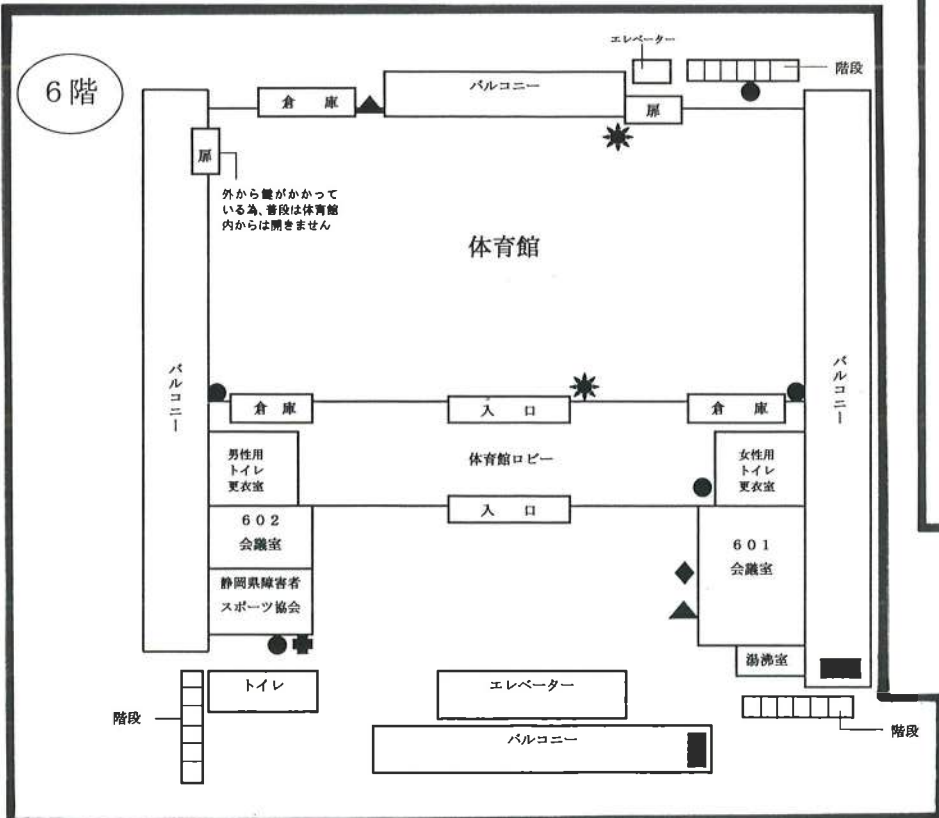 エレベーター
階段
6階
バルコニー
倉　庫
扉
扉
外から鍵がかかって
いる為、普段は体育館
内からは開きません
体育館
バルコニー
バルコニー
倉　庫
入　口
倉　庫
男性用
トイレ
更衣室
体育館ロビー
女性用
トイレ
更衣室
入　口
６０２
会議室
６０１
会議室
静岡県障害者
スポーツ協会
湯沸室
トイレ
エレベーター
階段
バルコニー
階段